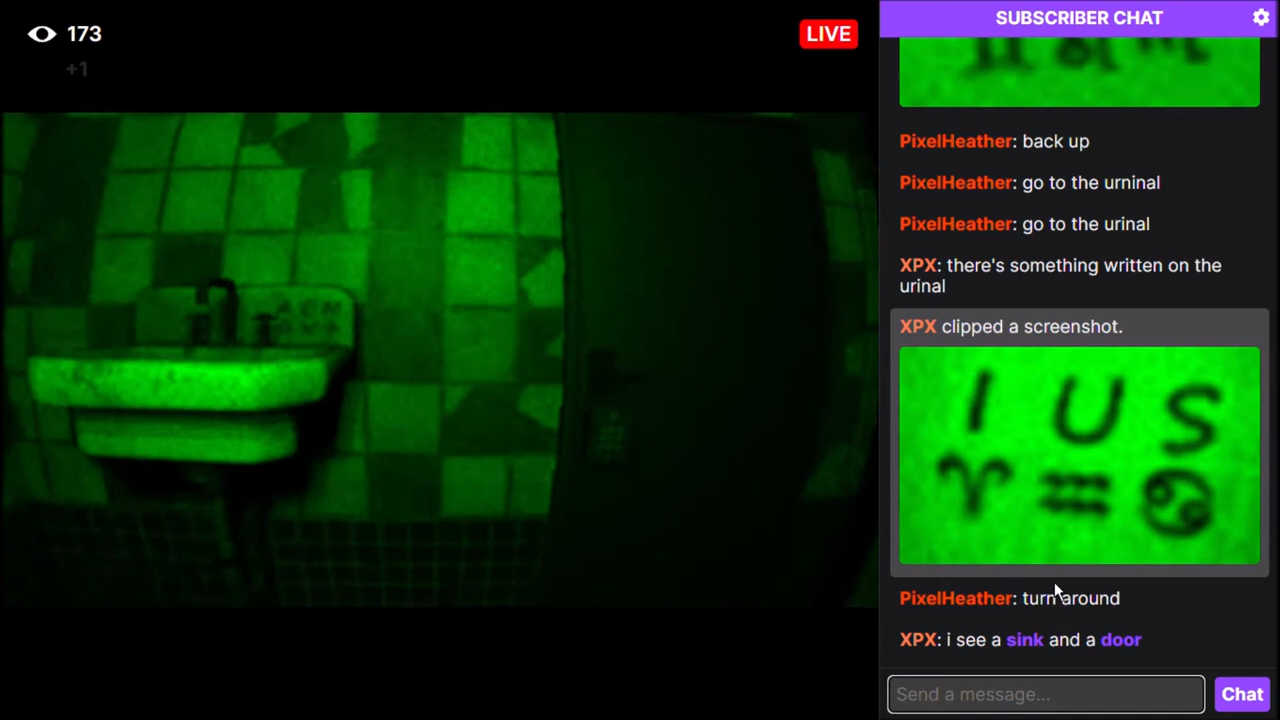 173
+1
LIVE
SUBSCRIBER CHAT
PixelHeather: back up
PixelHeather: go to the urninal
PixelHeather: go to the urinal
XPX: there's something written on the
urinal
XPX clipped a screenshot.
I U S
♈ ♒ ♋
PixelHeather: turn around
XPX: i see a sink and a door
Send a message...
Chat